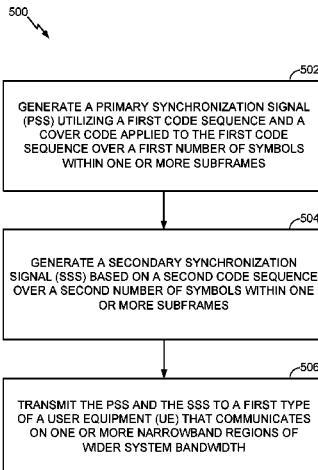 500
502
GENERATE A PRIMARY SYNCHRONIZATION SIGNAL
(PSS) UTILIZING A FIRST CODE SEQUENCE AND A
COVER CODE APPLIED TO THE FIRST CODE
SEQUENCE OVER A FIRST NUMBER OF SYMBOLS
WITHIN ONE OR MORE SUBFRAMES
504
GENERATE A SECONDARY SYNCHRONIZATION
SIGNAL (SSS) BASED ON A SECOND CODE SEQUENCE
OVER A SECOND NUMBER OF SYMBOLS WITHIN ONE
OR MORE SUBFRAMES
506
TRANSMIT THE PSS AND THE SSS TO A FIRST TYPE
OF A USER EQUIPMENT (UE) THAT COMMUNICATES
ON ONE OR MORE NARROWBAND REGIONS OF
WIDER SYSTEM BANDWIDTH